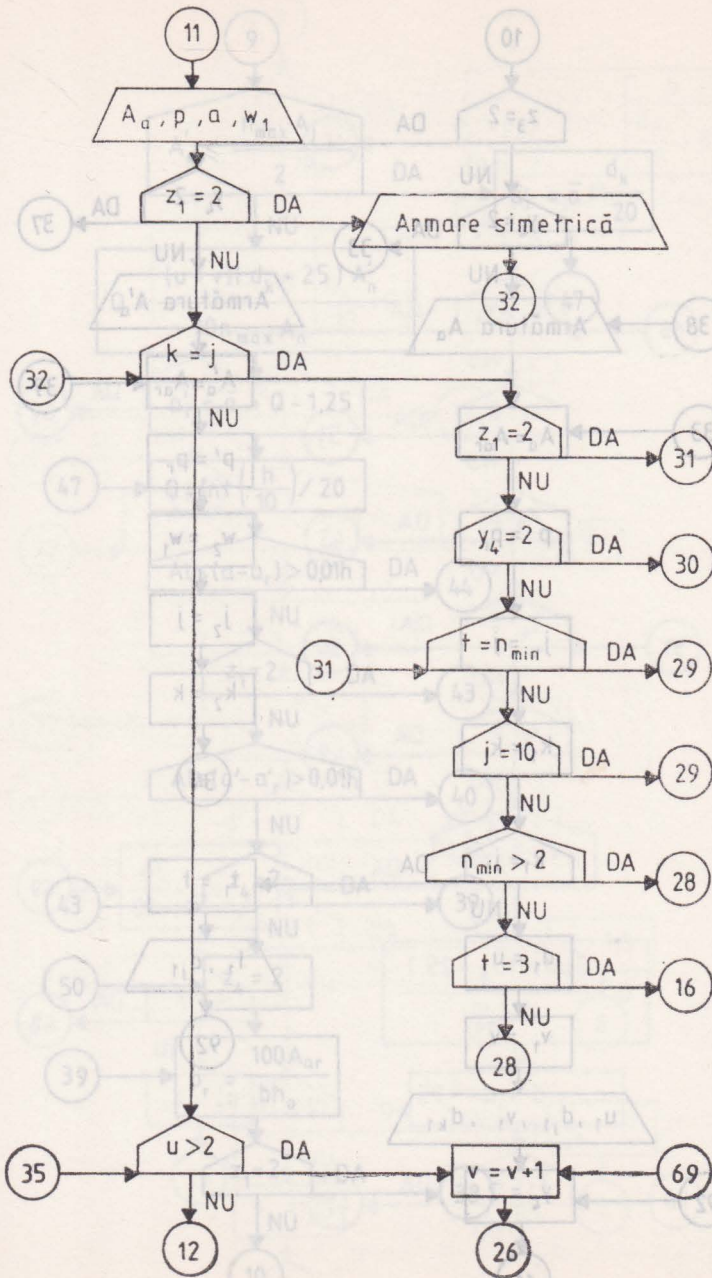 11
A_a, p, a, w_1
z_1 = 2
DA
NU
Armare simetrică
32
32
k = j
DA
NU
z_1 = 2
DA
31
NU
y_4 = 2
DA
30
NU
31
t = n_min
DA
29
NU
j = 10
DA
29
NU
n_min > 2
DA
28
NU
t = 3
DA
16
NU
28
35
u > 2
DA
v = v+1
69
NU
12
26